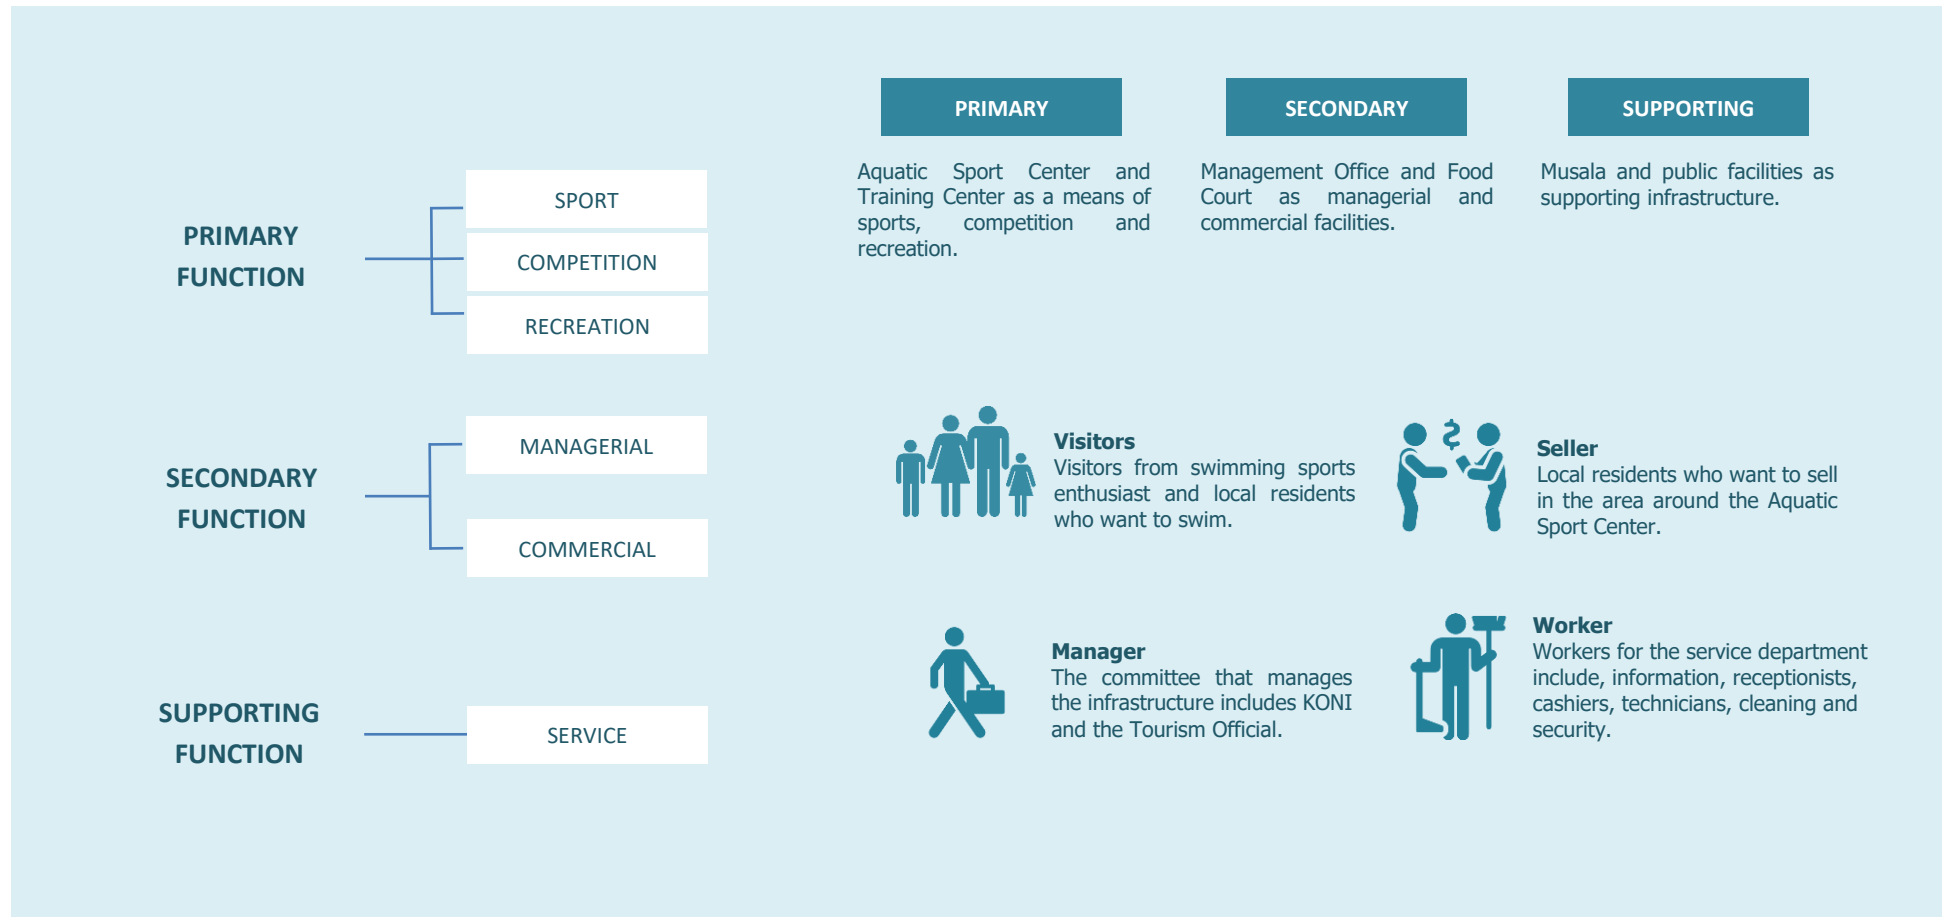 PRIMARY
FUNCTION
SPORT
COMPETITION
RECREATION
SECONDARY
FUNCTION
MANAGERIAL
COMMERCIAL
SUPPORTING
FUNCTION
SERVICE
PRIMARY
Aquatic Sport Center and
Training Center as a means of
sports, competition and
recreation.
SECONDARY
Management Office and Food
Court as managerial and
commercial facilities.
SUPPORTING
Musala and public facilities as
supporting infrastructure.
Visitors
Visitors from swimming sports
enthusiast and local residents
who want to swim.
Seller
Local residents who want to sell
in the area around the Aquatic
Sport Center.
Manager
The committee that manages
the infrastructure includes KONI
and the Tourism Official.
Worker
Workers for the service department
include, information, receptionists,
cashiers, technicians, cleaning and
security.